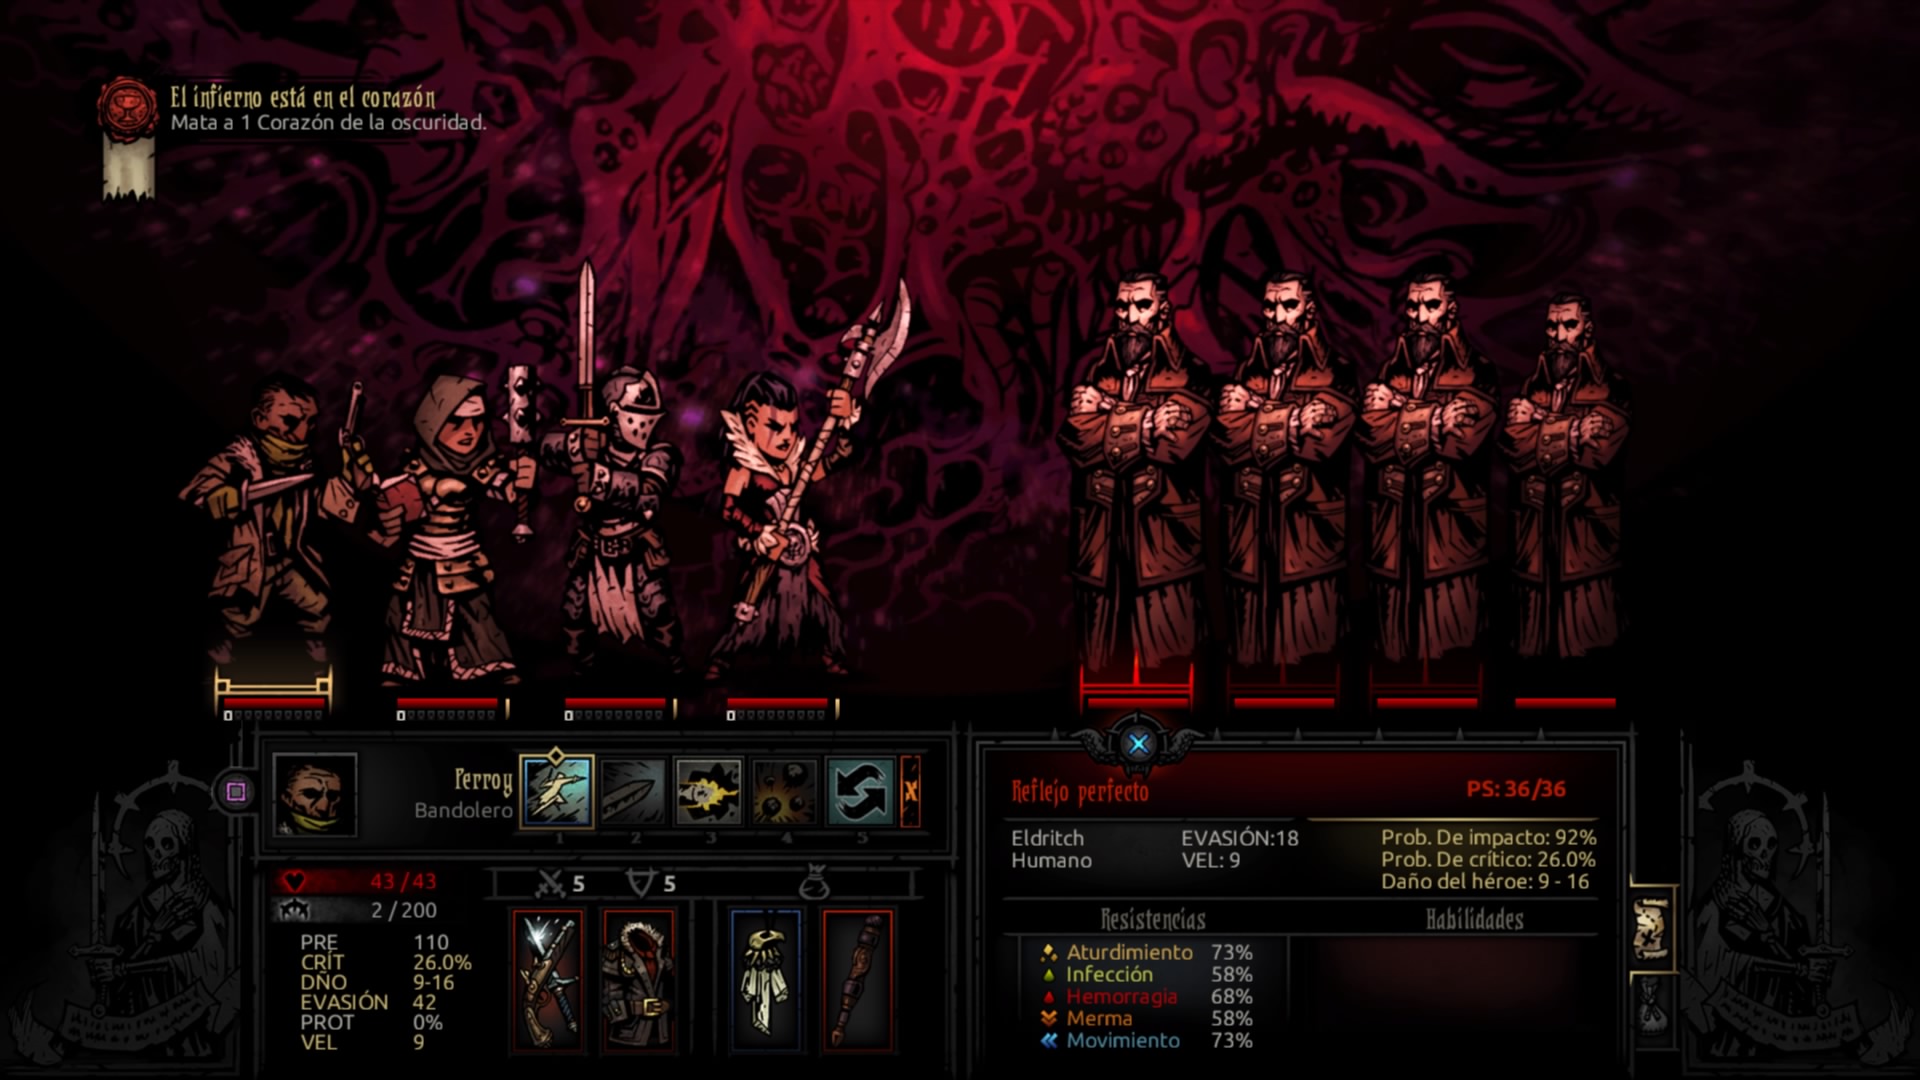 El infierno está en el corazón
Mata a 1 Corazón de la oscuridad.
Perroy
Bandolero
1 2 3 4 5
43/43
2/200
5 5
PRE 110
CRÍT 26.0%
DÑO 9-16
EVASIÓN 42
PROT 0%
VEL 9
Reflejo perfecto
PS: 36/36
Eldritch
Humano
EVASIÓN:18
VEL: 9
Prob. De impacto: 92%
Prob. De crítico: 26.0%
Daño del héroe: 9 - 16
Resistencias
Aturdimiento 73%
Infección 58%
Hemorragia 68%
Merma 58%
Movimiento 73%
Habilidades